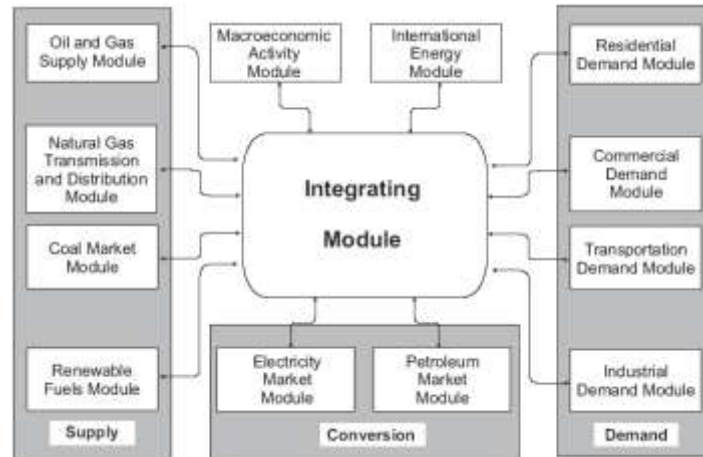 Oil and Gas
Supply Module
Natural Gas
Transmission
and Distribution
Module
Coal Market
Module
Renewable
Fuels Module
Supply
Macroeconomic
Activity
Module
International
Energy
Module
Integrating
Module
Electricity
Market
Module
Petroleum
Market
Module
Conversion
Residential
Demand Module
Commercial
Demand
Module
Transportation
Demand Module
Industrial
Demand Module
Demand